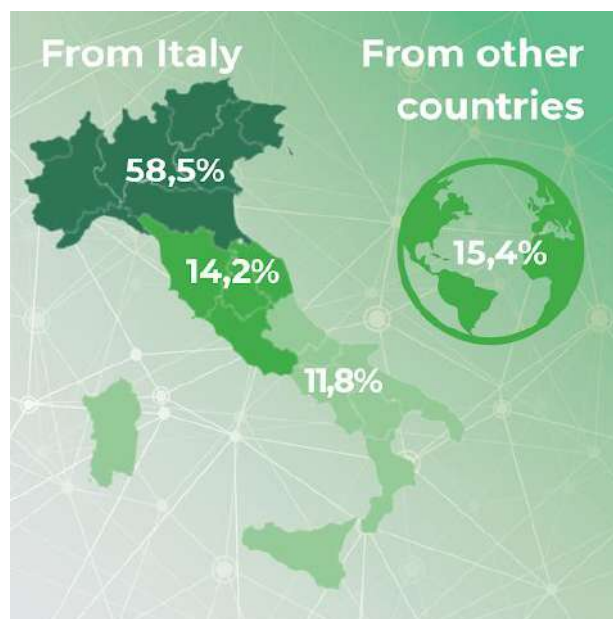 From Italy
58,5%
14,2%
11,8%
From other
countries
15,4%